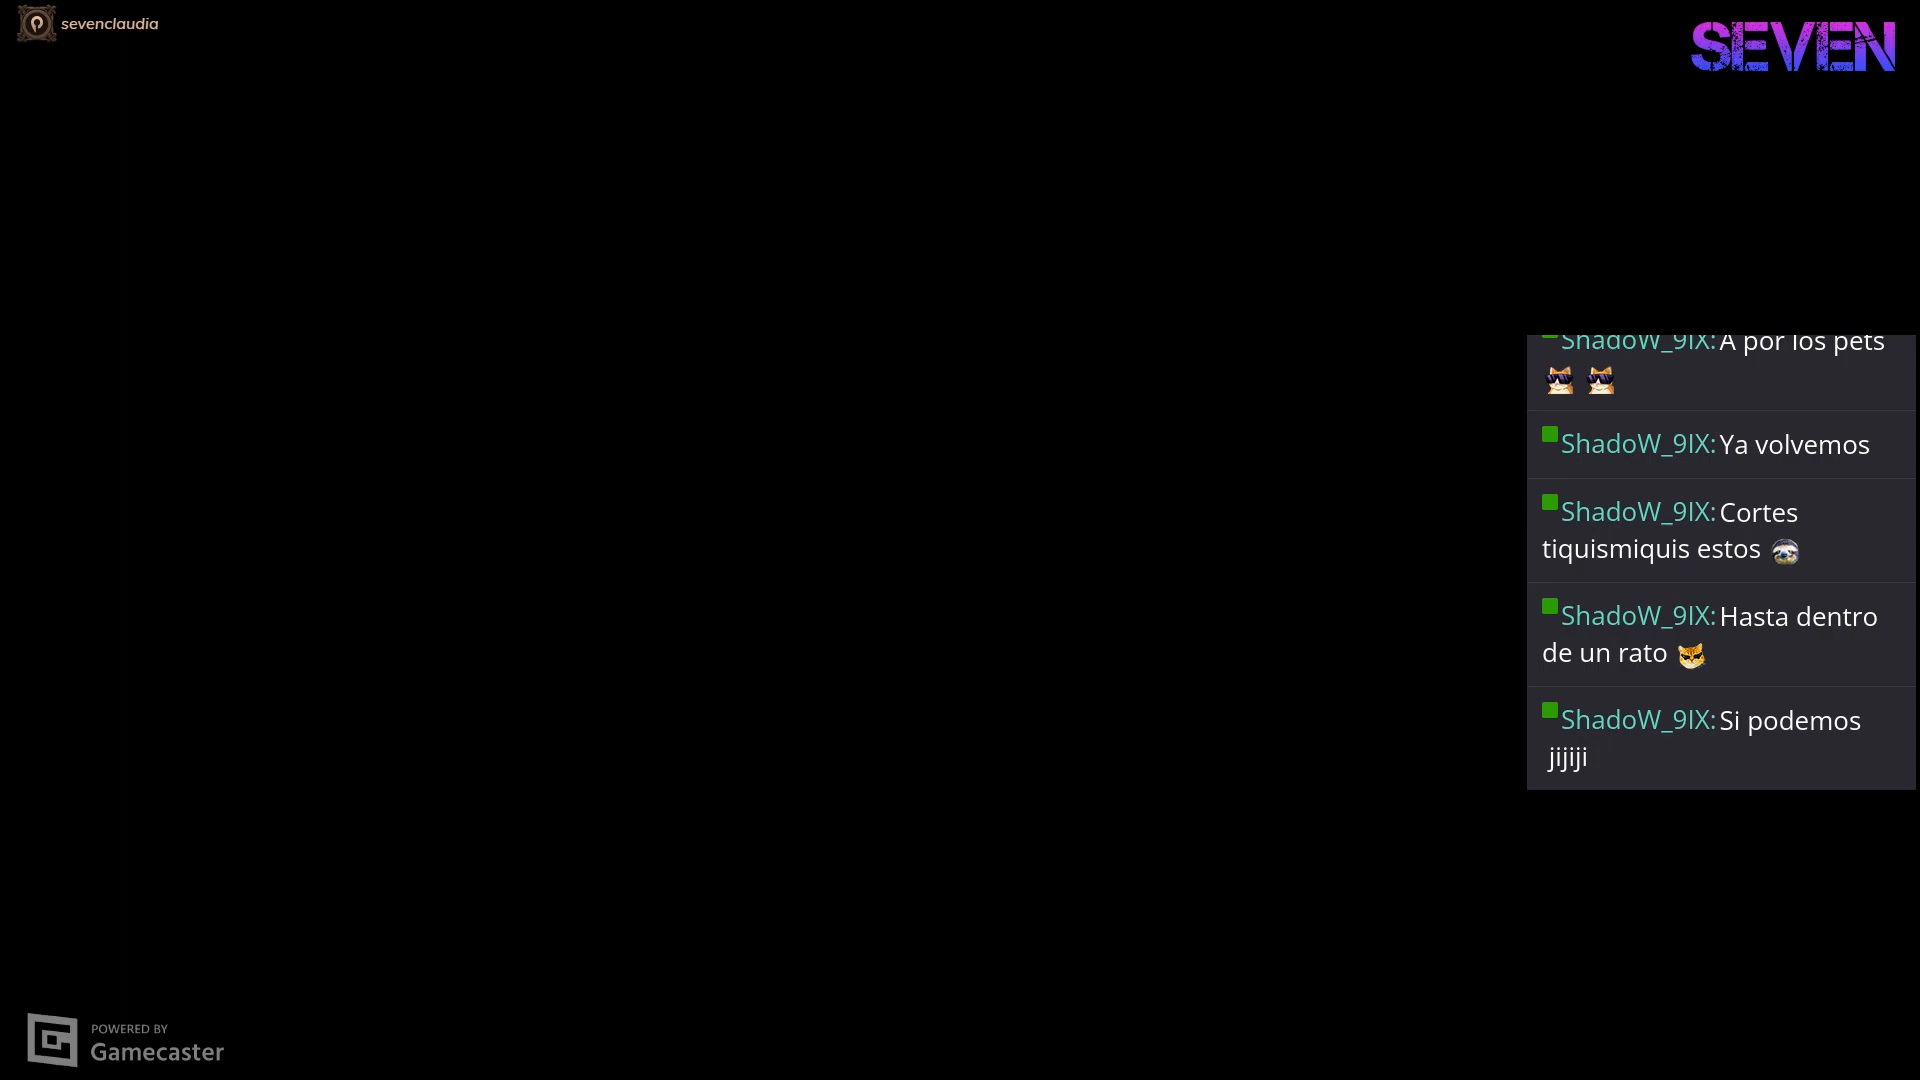 sevenclaudia
SEVEN
ShadoW_9IX: A por los pets
ShadoW_9IX: Ya volvemos
ShadoW_9IX: Cortes
tiquismiquis estos
ShadoW_9IX: Hasta dentro
de un rato
ShadoW_9IX: Si podemos
jijiji
POWERED BY
Gamecaster